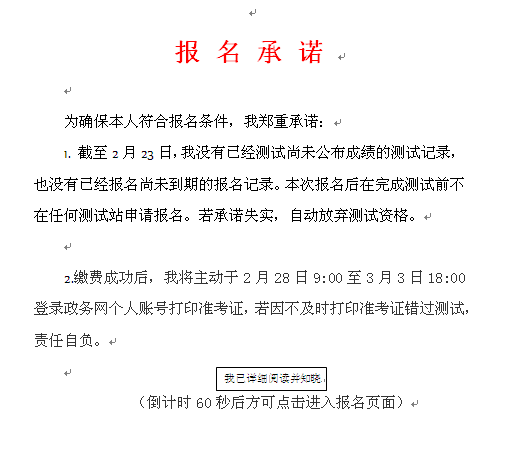 报 名 承 诺
为确保本人符合报名条件，我郑重承诺：
1. 截至 2 月 23 日，我没有已经测试尚未公布成绩的测试记录，
也没有已经报名尚未到期的报名记录。本次报名后在完成测试前不
在任何测试站申请报名。若承诺失实，自动放弃测试资格。
2.缴费成功后，我将主动于 2 月 28 日 9:00 至 3 月 3 日 18:00
登录政务网个人账号打印准考证，若因不及时打印准考证错过测试，
责任自负。
我已详细阅读并知晓
（倒计时 60 秒后方可点击进入报名页面）